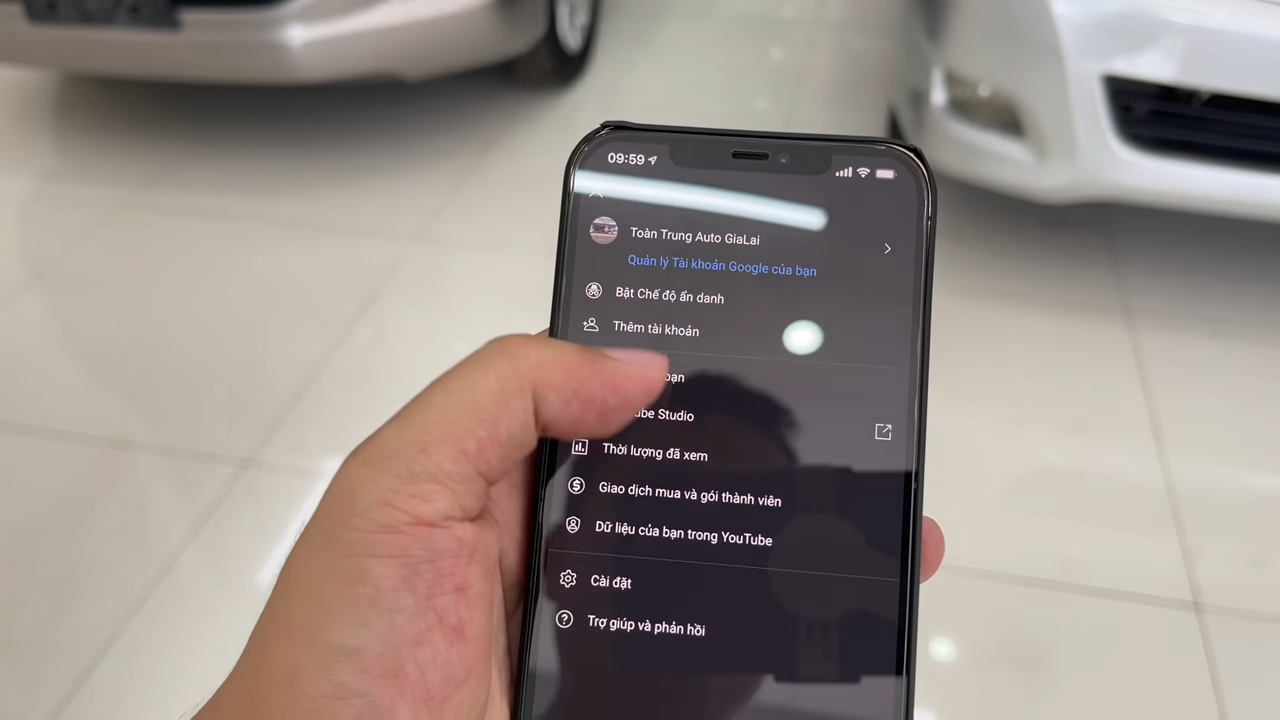 09:59
Toàn Trung Auto GiaLai
Quản lý Tài khoản Google của bạn
Bật Chế độ ẩn danh
Thêm tài khoản
bạn
Studio
Thời lượng đã xem
Giao dịch mua và gói thành viên
Dữ liệu của bạn trong YouTube
Cài đặt
Trợ giúp và phản hồi